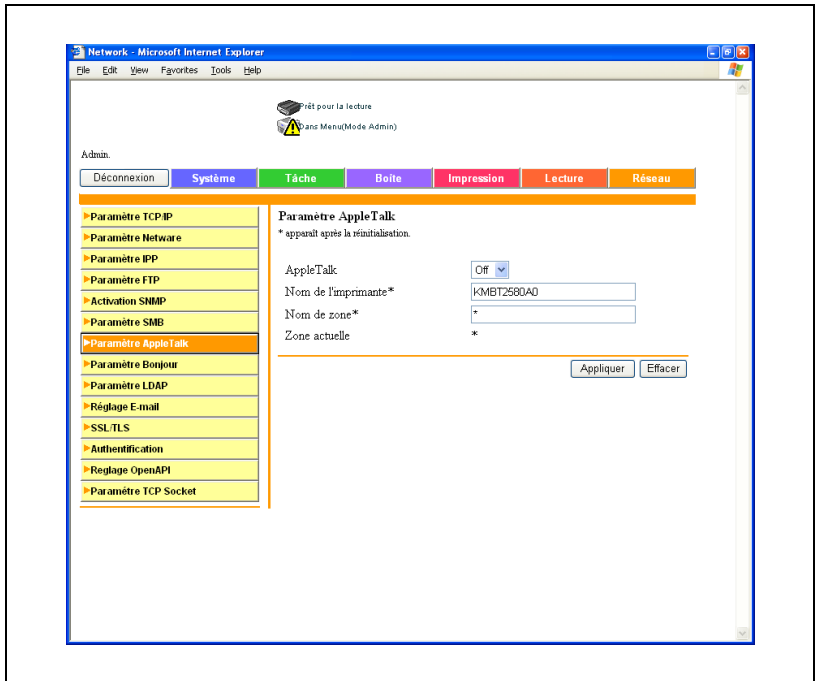 Network - Microsoft Internet Explorer
File Edit View Favorites Tools Help
Prêt pour la lecture
Dans Menu(Mode Admin)
Admin.
Déconnexion Système Tâche Boîte Impression Lecture Réseau
Paramètre TCP/IP
Paramètre Netware
Paramètre IPP
Paramètre FTP
Activation SNMP
Paramètre SMB
Paramètre AppleTalk
Paramètre Bonjour
Paramètre LDAP
Réglage E-mail
SSL/TLS
Authentification
Reglage OpenAPI
Paramétre TCP Socket
Paramètre AppleTalk
* apparaît après la réinitialisation.
AppleTalk Off
Nom de l'imprimante* KMBT2580A0
Nom de zone* *
Zone actuelle *
Appliquer Effacer